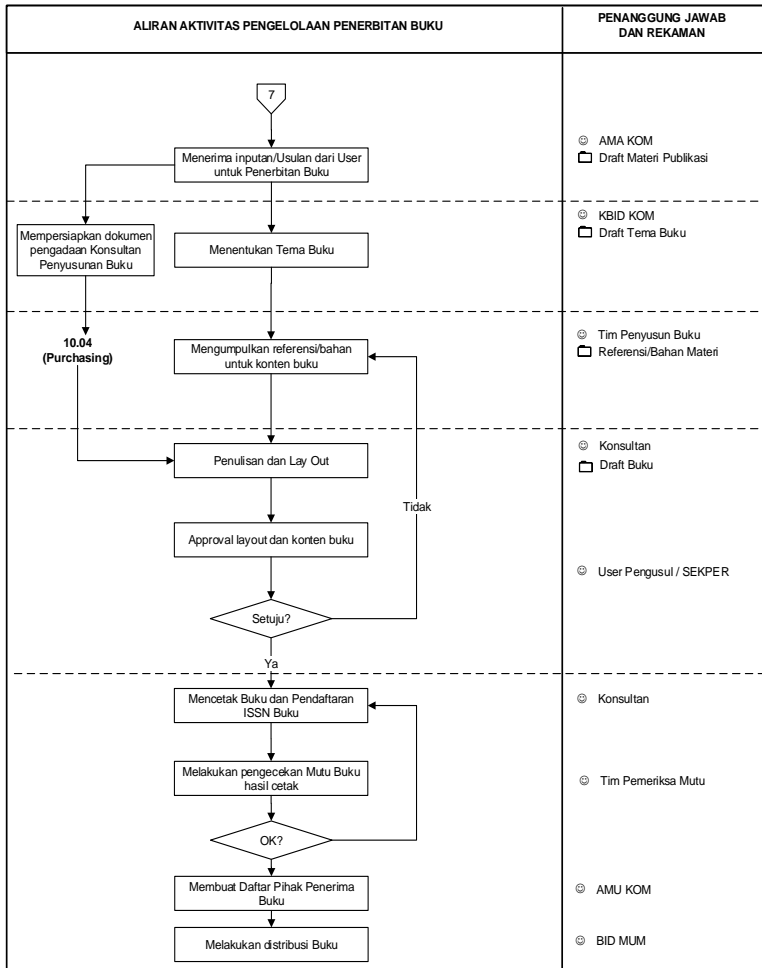 ALIRAN AKTIVITAS PENGELOLAAN PENERBITAN BUKU
PENANGGUNG JAWAB
DAN REKAMAN
7
Menerima inputan/Usulan dari User
untuk Penerbitan Buku
AMA KOM
Draft Materi Publikasi
Mempersiapkan dokumen
pengadaan Konsultan
Penyusunan Buku
Menentukan Tema Buku
KBID KOM
Draft Tema Buku
10.04
(Purchasing)
Mengumpulkan referensi/bahan
untuk konten buku
Tim Penyusun Buku
Referensi/Bahan Materi
Penulisan dan Lay Out
Konsultan
Draft Buku
Tidak
Approval layout dan konten buku
User Pengusul / SEKPER
Setuju?
Ya
Mencetak Buku dan Pendaftaran
ISSN Buku
Konsultan
Melakukan pengecekan Mutu Buku
hasil cetak
Tim Pemeriksa Mutu
OK?
Membuat Daftar Pihak Penerima
Buku
AMU KOM
Melakukan distribusi Buku
BID MUM